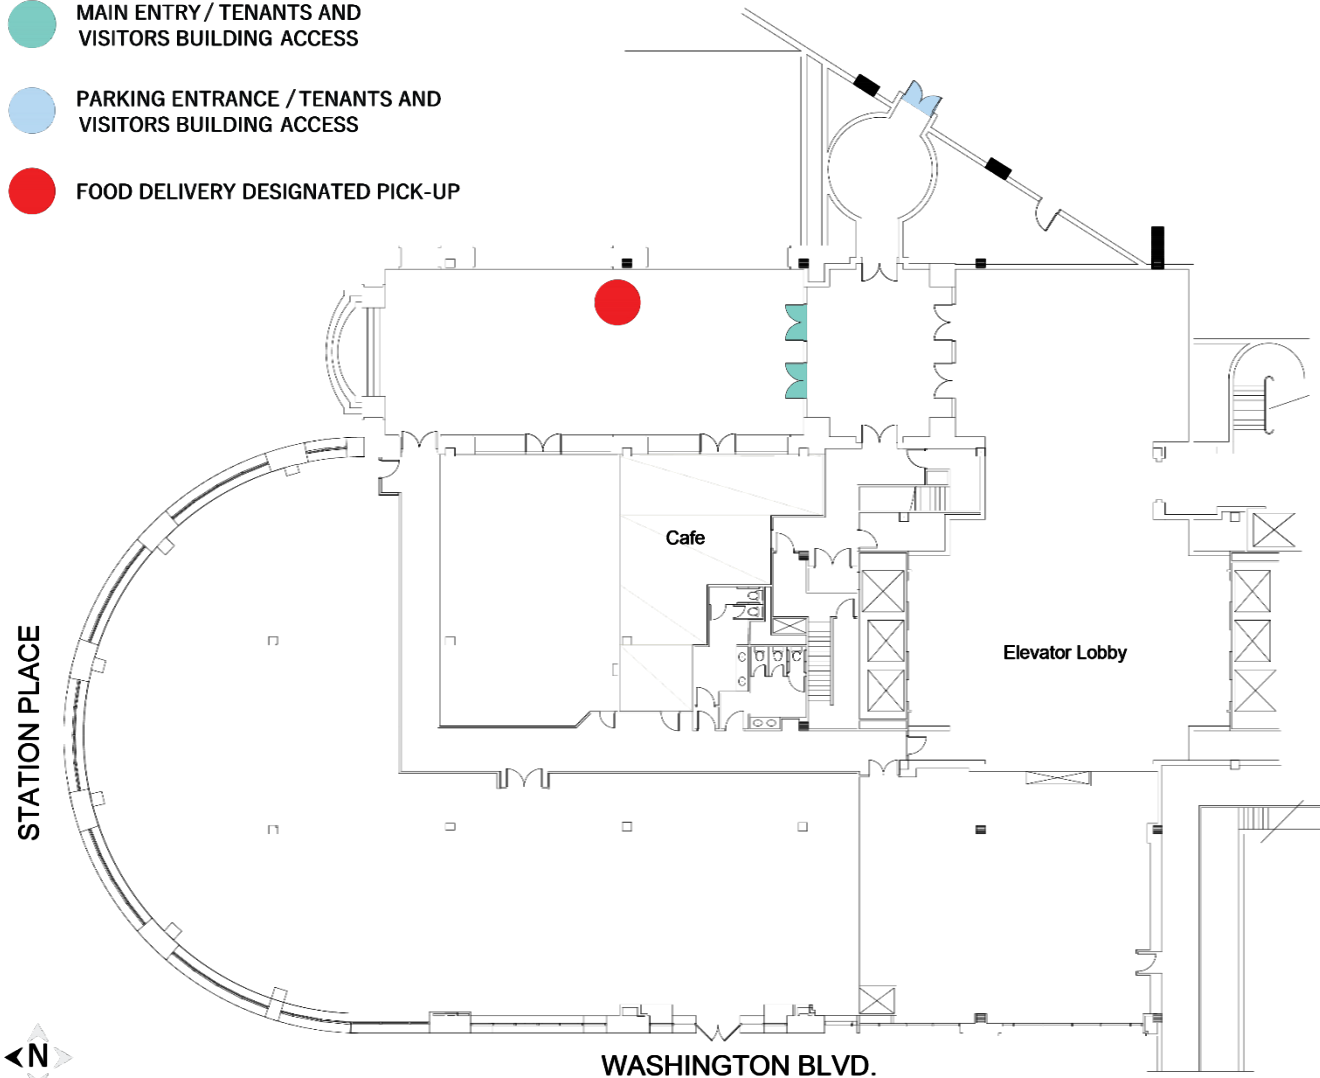 MAIN ENTRY / TENANTS AND
VISITORS BUILDING ACCESS
PARKING ENTRANCE / TENANTS AND
VISITORS BUILDING ACCESS
FOOD DELIVERY DESIGNATED PICK-UP
Cafe
Elevator Lobby
STATION PLACE
N
WASHINGTON BLVD.